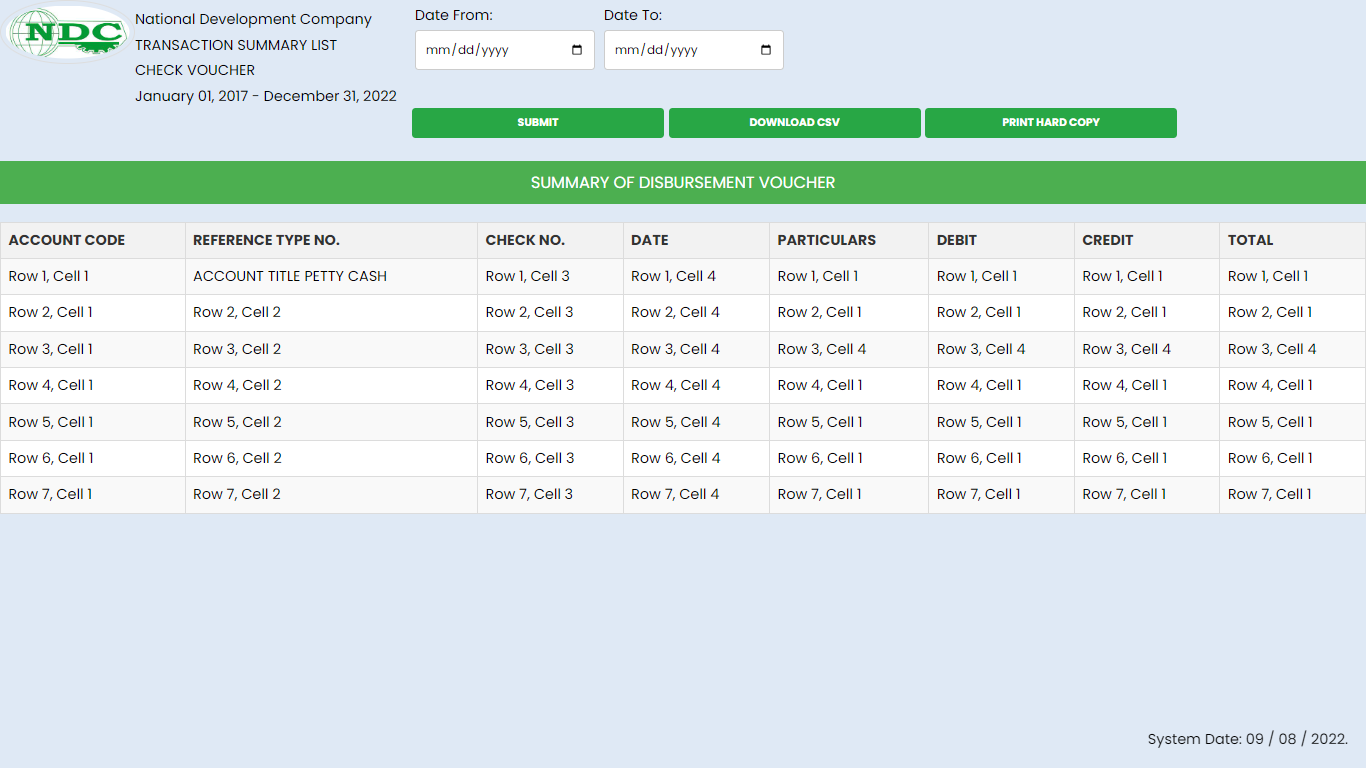 NDC
National Development Company
TRANSACTION SUMMARY LIST
CHECK VOUCHER
January 01, 2017 - December 31, 2022
Date From: Date To:
mm/dd/yyyy mm/dd/yyyy
SUBMIT DOWNLOAD CSV PRINT HARD COPY
SUMMARY OF DISBURSEMENT VOUCHER
ACCOUNT CODE REFERENCE TYPE NO. CHECK NO. DATE PARTICULARS DEBIT CREDIT TOTAL
Row 1, Cell 1 ACCOUNT TITLE PETTY CASH Row 1, Cell 3 Row 1, Cell 4 Row 1, Cell 1 Row 1, Cell 1 Row 1, Cell 1 Row 1, Cell 1
Row 2, Cell 1 Row 2, Cell 2 Row 2, Cell 3 Row 2, Cell 4 Row 2, Cell 1 Row 2, Cell 1 Row 2, Cell 1 Row 2, Cell 1
Row 3, Cell 1 Row 3, Cell 2 Row 3, Cell 3 Row 3, Cell 4 Row 3, Cell 4 Row 3, Cell 4 Row 3, Cell 4 Row 3, Cell 4
Row 4, Cell 1 Row 4, Cell 2 Row 4, Cell 3 Row 4, Cell 4 Row 4, Cell 1 Row 4, Cell 1 Row 4, Cell 1 Row 4, Cell 1
Row 5, Cell 1 Row 5, Cell 2 Row 5, Cell 3 Row 5, Cell 4 Row 5, Cell 1 Row 5, Cell 1 Row 5, Cell 1 Row 5, Cell 1
Row 6, Cell 1 Row 6, Cell 2 Row 6, Cell 3 Row 6, Cell 4 Row 6, Cell 1 Row 6, Cell 1 Row 6, Cell 1 Row 6, Cell 1
Row 7, Cell 1 Row 7, Cell 2 Row 7, Cell 3 Row 7, Cell 4 Row 7, Cell 1 Row 7, Cell 1 Row 7, Cell 1 Row 7, Cell 1
System Date: 09 / 08 / 2022.